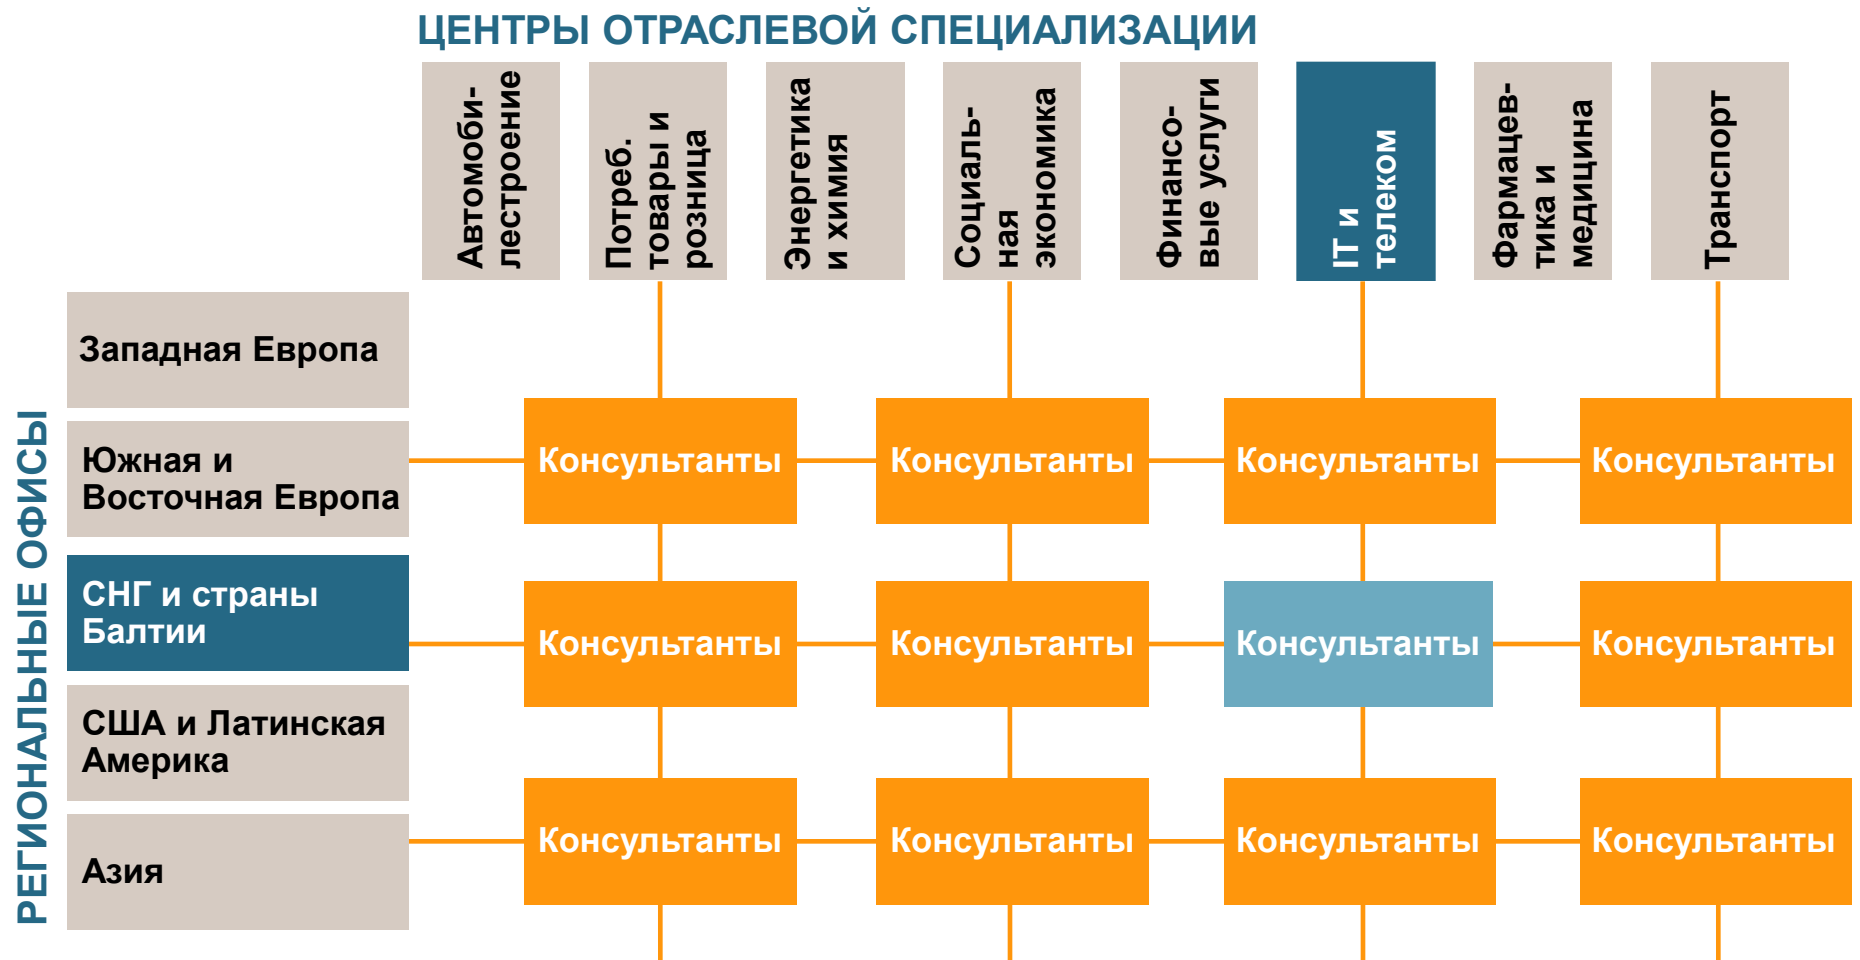 ЦЕНТРЫ ОТРАСЛЕВОЙ СПЕЦИАЛИЗАЦИИ
Автомоби-
лестроение
Потреб.
товары и
розница
Энергетика
и химия
Социаль-
ная
экономика
Финансо-
вые услуги
IT и
телеком
Фармацев-
тика и
медицина
Транспорт
РЕГИОНАЛЬНЫЕ ОФИСЫ
Западная Европа
Южная и
Восточная Европа
Консультанты
Консультанты
Консультанты
Консультанты
СНГ и страны
Балтии
Консультанты
Консультанты
Консультанты
Консультанты
США и Латинская
Америка
Консультанты
Консультанты
Консультанты
Консультанты
Азия